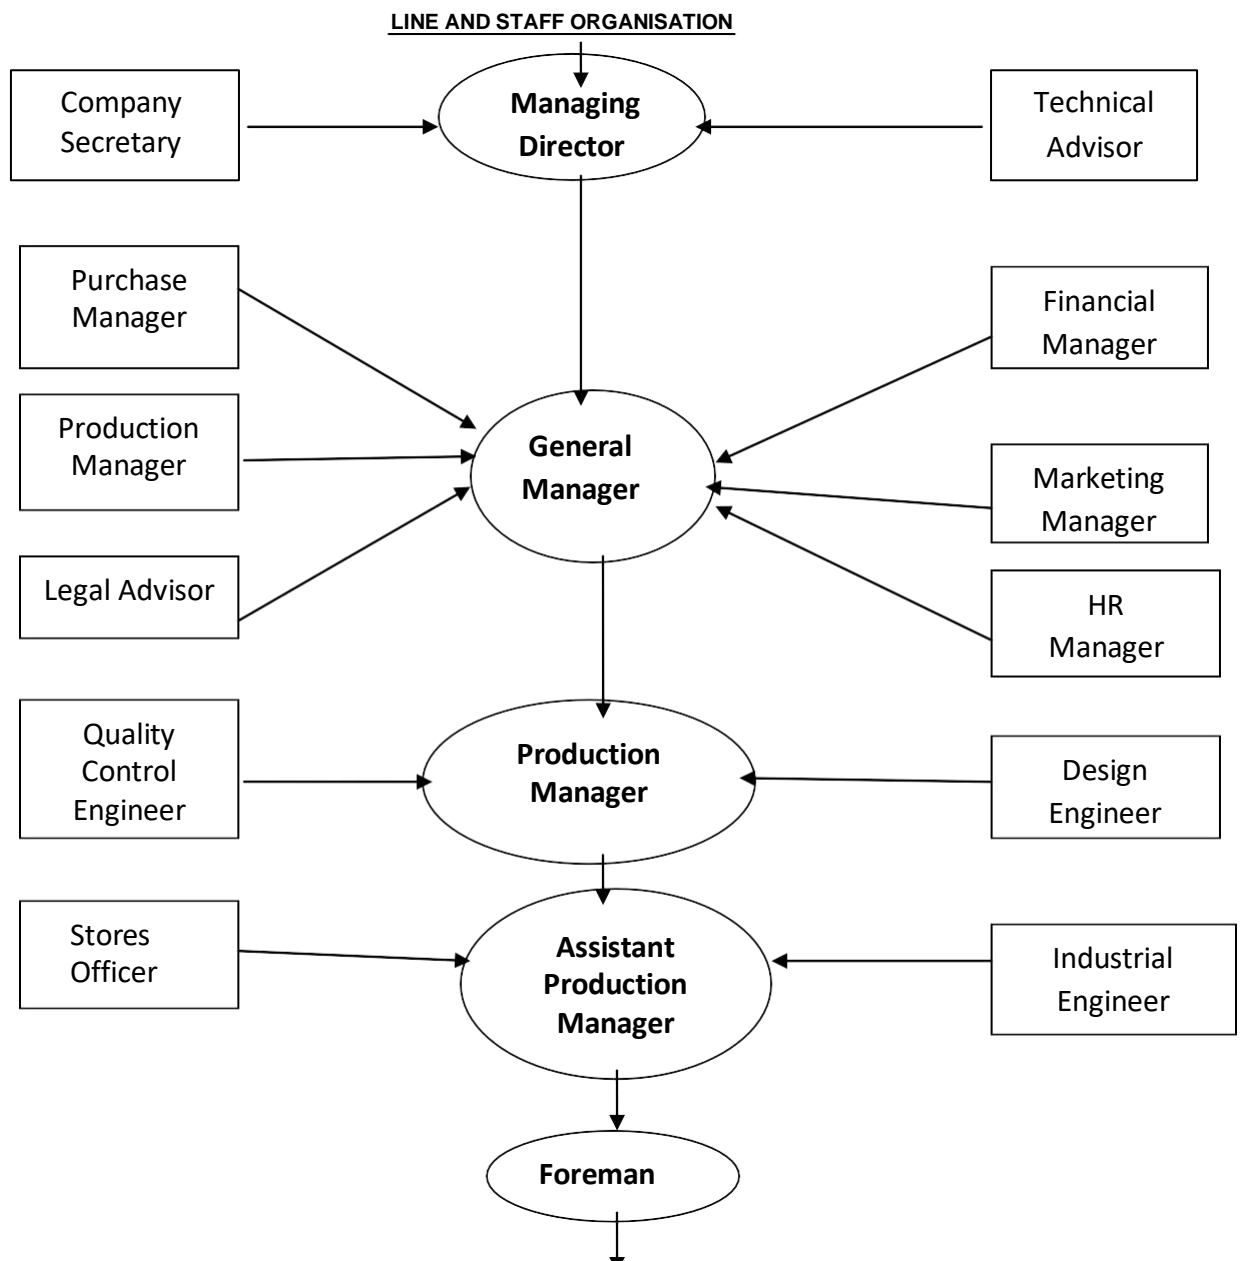 LINE AND STAFF ORGANISATION
Company
Secretary
Managing
Director
Technical
Advisor
Purchase
Manager
Financial
Manager
Production
Manager
General
Manager
Marketing
Manager
Legal Advisor
HR
Manager
Quality
Control
Engineer
Production
Manager
Design
Engineer
Stores
Officer
Assistant
Production
Manager
Industrial
Engineer
Foreman